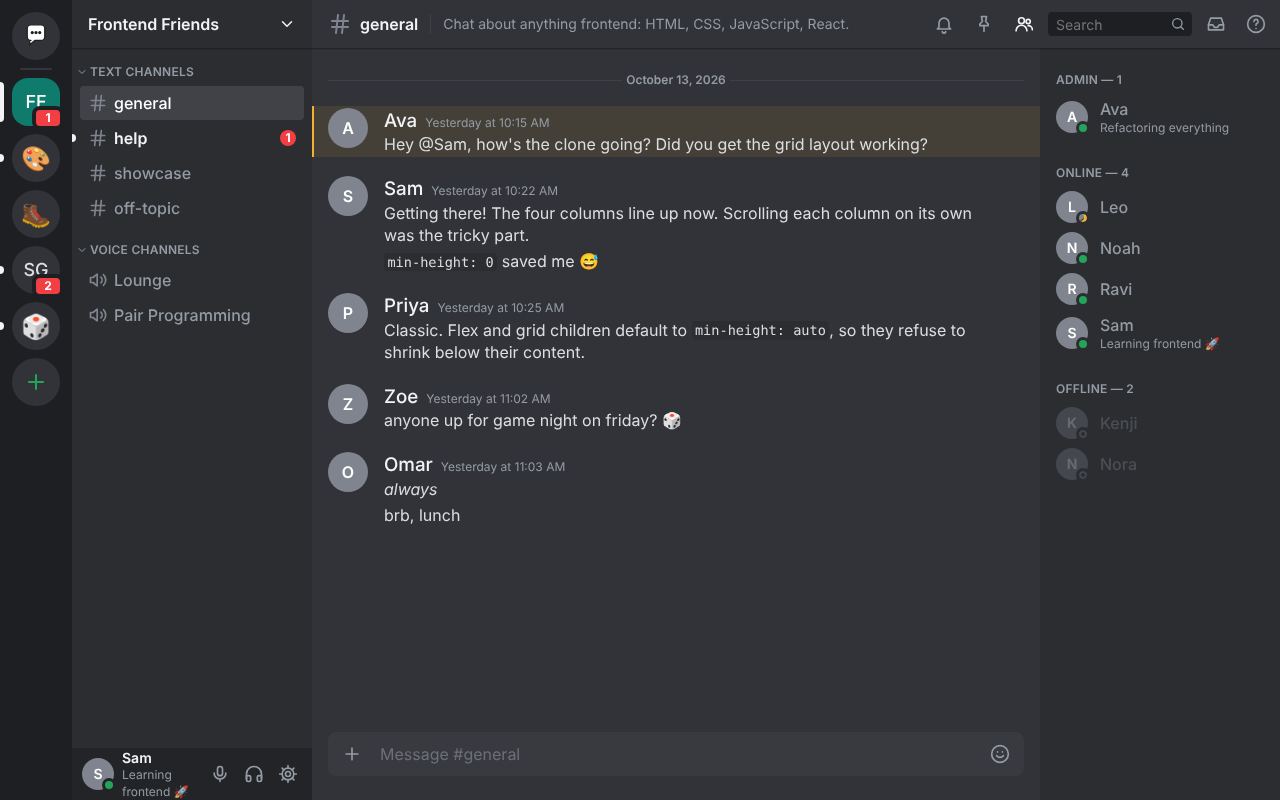 FF
1
SG
2
Frontend Friends
TEXT CHANNELS
general
help
1
showcase
off-topic
VOICE CHANNELS
Lounge
Pair Programming
S
Sam
Learning
frontend 🚀
# general
Chat about anything frontend: HTML, CSS, JavaScript, React.
Search
October 13, 2026
A
Ava Yesterday at 10:15 AM
Hey @Sam, how's the clone going? Did you get the grid layout working?
S
Sam Yesterday at 10:22 AM
Getting there! The four columns line up now. Scrolling each column on its own
was the tricky part.
min-height: 0 saved me 😅
P
Priya Yesterday at 10:25 AM
Classic. Flex and grid children default to min-height: auto, so they refuse to
shrink below their content.
Z
Zoe Yesterday at 11:02 AM
anyone up for game night on friday? 🎲
O
Omar Yesterday at 11:03 AM
always
brb, lunch
Message #general
ADMIN — 1
A
Ava
Refactoring everything
ONLINE — 4
L
Leo
N
Noah
R
Ravi
S
Sam
Learning frontend 🚀
OFFLINE — 2
K
Kenji
N
Nora